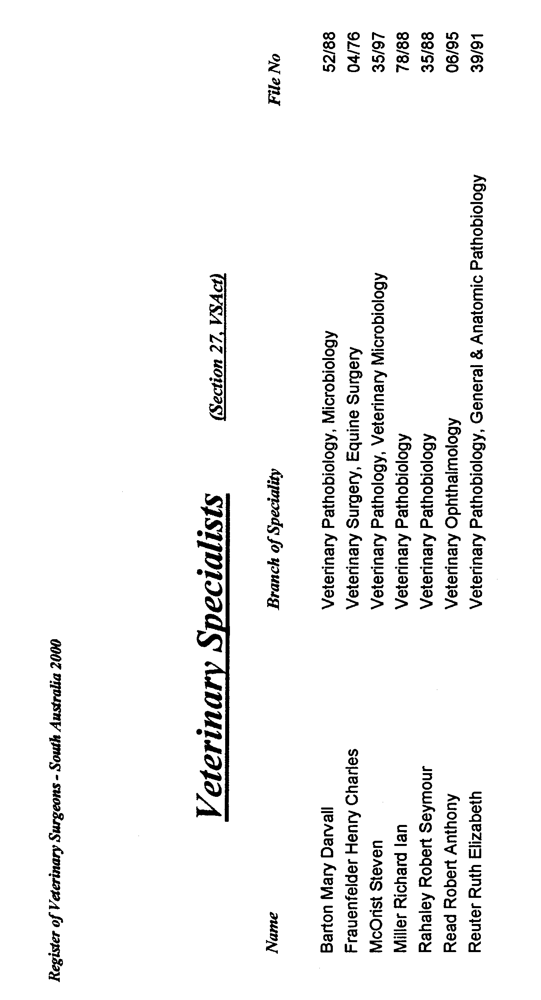 Register of Veterinary Surgeons - South Australia 2000
Veterinary Specialists (Section 27, VSAct)
Name Branch of Speciality File No
Barton Mary Darvall Veterinary Pathobiology, Microbiology 52/88
Frauenfelder Henry Charles Veterinary Surgery, Equine Surgery 04/76
McOrist Steven Veterinary Pathology, Veterinary Microbiology 35/97
Miller Richard Ian Veterinary Pathobiology 78/88
Rahaley Robert Seymour Veterinary Pathobiology 35/88
Read Robert Anthony Veterinary Ophthalmology 06/95
Reuter Ruth Elizabeth Veterinary Pathobiology, General & Anatomic Pathobiology 39/91